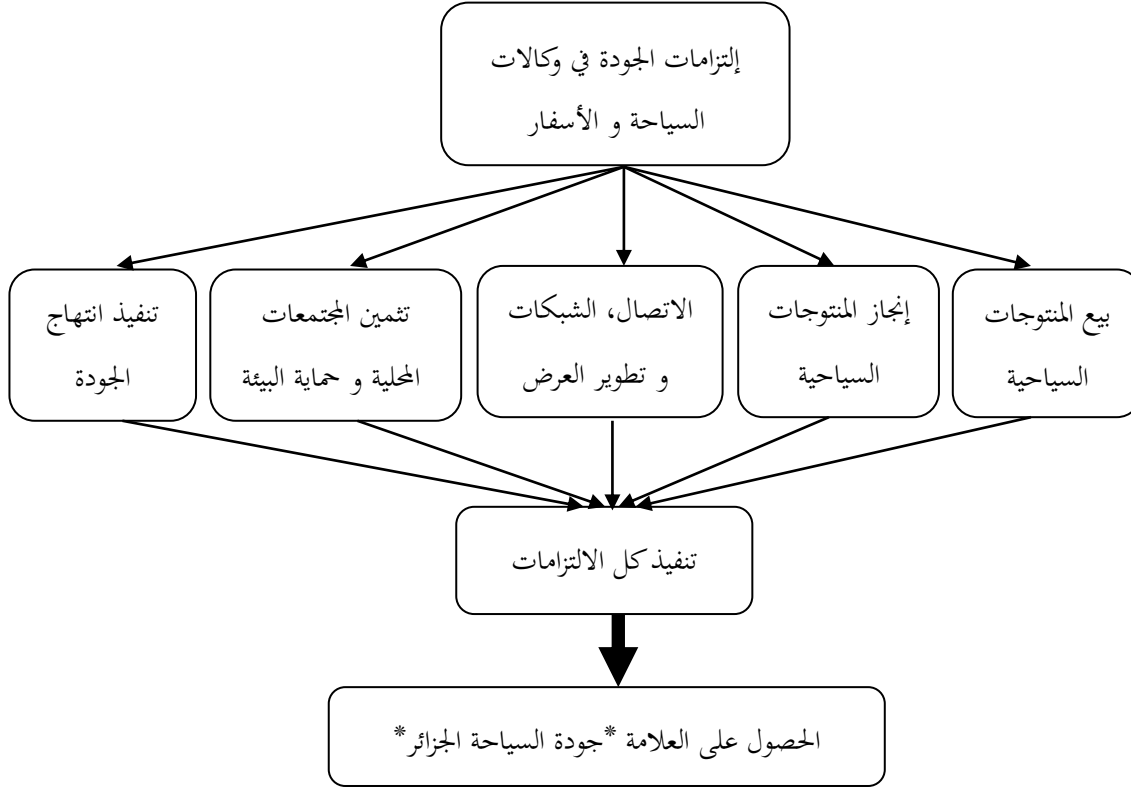 إلتزامات الجودة في وكالات
السياحة و الأسفار
بيع المنتوجات
السياحية
إنجاز المنتوجات
السياحية
الاتصال، الشبكات
و تطوير العرض
تثمين المجتمعات
المحلية و حماية البيئة
تنفيذ انتهاج
الجودة
تنفيذ كل الالتزامات
الحصول على العلامة *جودة السياحة الجزائر*